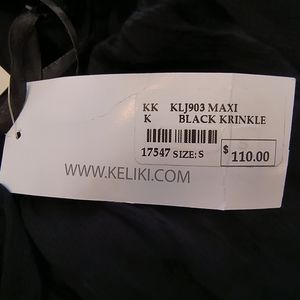 KK KLJ903 MAXI
K BLACK KRINKLE
17547 SIZE: S $110.00
WWW.KELIKI.COM